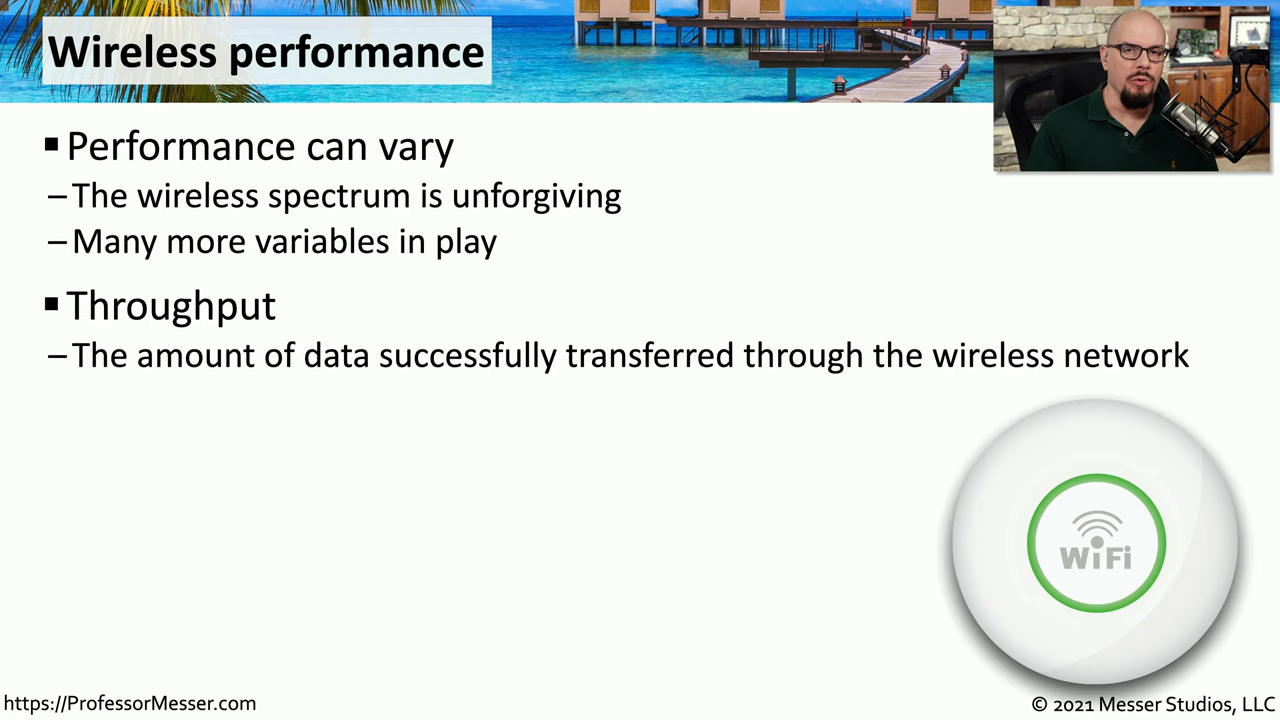 Wireless performance
▪ Performance can vary
– The wireless spectrum is unforgiving
– Many more variables in play
▪ Throughput
– The amount of data successfully transferred through the wireless network
WiFi
https://ProfessorMesser.com
© 2021 Messer Studios, LLC